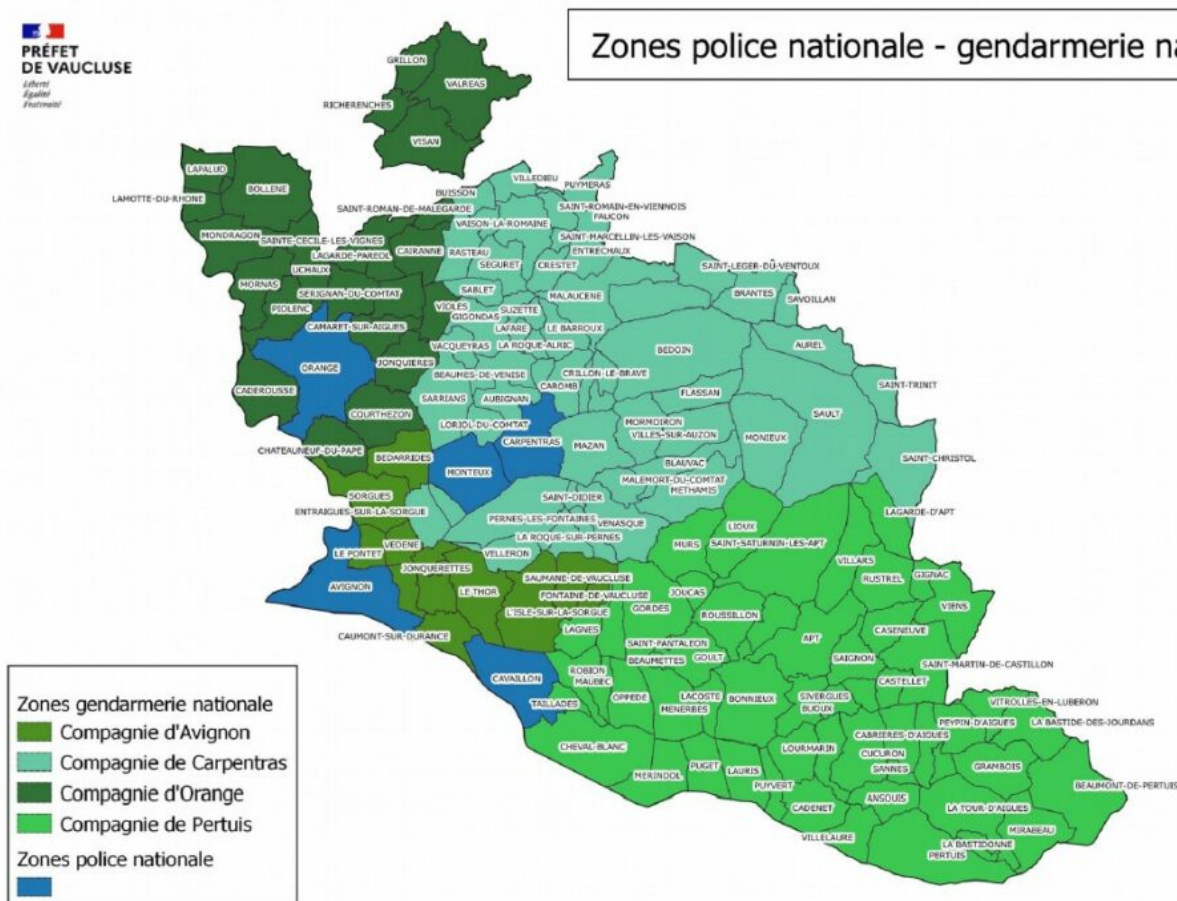 PRÉFET
DE VAUCLUSE
Liberté
Égalité
Fraternité
Zones police nationale - gendarmerie na
GRILLON
VALREAS
RICHERENCHES
VISAN
LAPALUD
BOLLENE
LAMOTTE-DU-RHONE
VILLEDIEU
PUYMERAS
BUISSON
SAINT-ROMAN-DE-MALEGARDE
SAINT-ROMAIN-EN-VIENNOIS
FAUCON
VAISON-LA-ROMAINE
MONDRAGON
SAINTE-CECILE-LES-VIGNES
SAINT-MARCELLIN-LES-VAISON
LAGARDE-PAREOL
CAIRANNE
RASTEAU
ENTRECHAUX
UCHAUX
SEGURET
CRESTET
SAINT-LEGER-DU-VENTOUX
MORNAS
SERIGNAN-DU-COMTAT
SABLET
MALAUCENE
BRANTES
SAVOILLAN
PIOLENC
VIOLES
GIGONDAS
SUZETTE
CAMARET-SUR-AIGUES
LAFARE
LE BARROUX
VACQUEYRAS
LA ROQUE-ALRIC
BEDOIN
AUREL
ORANGE
JONQUIERES
BEAUMES-DE-VENISE
CRILLON-LE-BRAVE
CADEROUSSE
CAROMB
FLASSAN
SAINT-TRINIT
SARRIANS
AUBIGNAN
SAULT
COURTHEZON
LORIOL-DU-COMTAT
MORMOIRON
VILLES-SUR-AUZON
MONIEUX
CHATEAUNEUF-DU-PAPE
BEDARRIDES
CARPENTRAS
MAZAN
SAINT-CHRISTOL
MONTEUX
BLAUVAC
MALEMORT-DU-COMTAT
METHAMIS
SORGUES
SAINT-DIDIER
ENTRAIGUES-SUR-LA-SORGUE
PERNES-LES-FONTAINES
VENASQUE
LAGARDE-D'APT
LIOUX
LA ROQUE-SUR-PERNES
MURS
SAINT-SATURNIN-LES-APT
LE PONTET
VEDENE
VELLERON
JONQUERETTES
SAUMANE-DE-VAUCLUSE
VILLARS
RUSTREL
GIGNAC
AVIGNON
LE THOR
FONTAINE-DE-VAUCLUSE
JOUCAS
GORDES
ROUSSILLON
VIENS
L'ISLE-SUR-LA-SORGUE
LAGNES
CAUMONT-SUR-DURANCE
APT
CASENEUVE
SAINT-PANTALEON
BEAUMETTES
GOULT
SAIGNON
SAINT-MARTIN-DE-CASTILLON
CAVAILLON
ROBION
MAUBEC
CASTELLET
TAILLADES
OPPEDE
LACOSTE
MENERBES
BONNIEUX
SIVERGUES
BUOUX
VITROLLES-EN-LUBERON
PEYPIN-D'AIGUES
LA BASTIDE-DES-JOURDANS
CHEVAL-BLANC
LOURMARIN
CABRIERES-D'AIGUES
CUCURON
SANNES
GRAMBOIS
MERINDOL
PUGET
LAURIS
PUYVERT
BEAUMONT-DE-PERTUIS
CADENET
ANSOUIS
LA TOUR-D'AIGUES
VILLELAURE
MIRABEAU
LA BASTIDONNE
PERTUIS
Zones gendarmerie nationale
Compagnie d'Avignon
Compagnie de Carpentras
Compagnie d'Orange
Compagnie de Pertuis
Zones police nationale